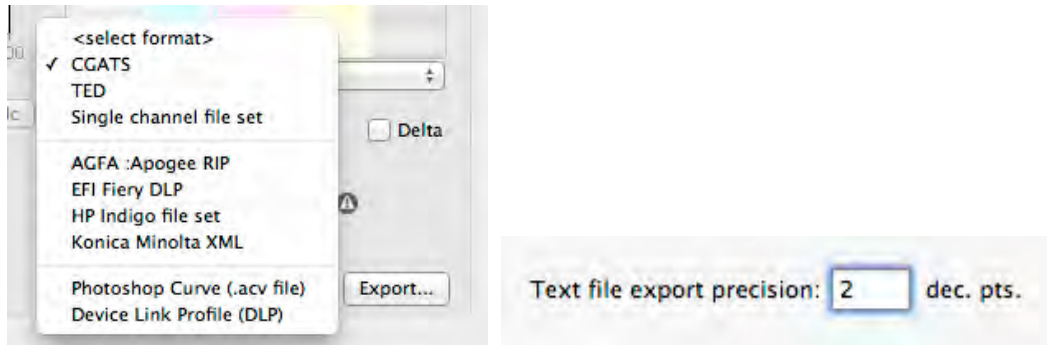 <select format>
✓ CGATS
TED
Single channel file set
Delta
AGFA :Apogee RIP
EFI Fiery DLP
HP Indigo file set
Konica Minolta XML
Photoshop Curve (.acv file)
Export...
Device Link Profile (DLP)
Text file export precision: 2 dec. pts.